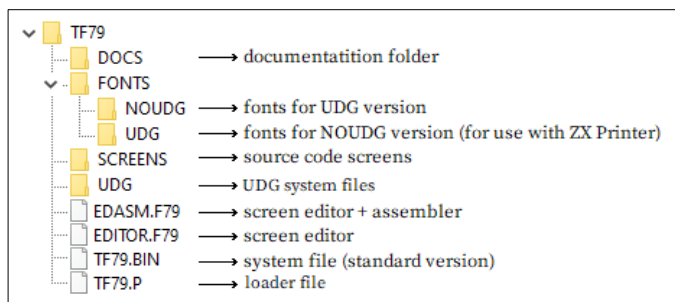 TF79
DOCS → documentatition folder
FONTS
NOUDG → fonts for UDG version
UDG → fonts for NOUDG version (for use with ZX Printer)
SCREENS → source code screens
UDG → UDG system files
EDASM.F79 → screen editor + assembler
EDITOR.F79 → screen editor
TF79.BIN → system file (standard version)
TF79.P → loader file